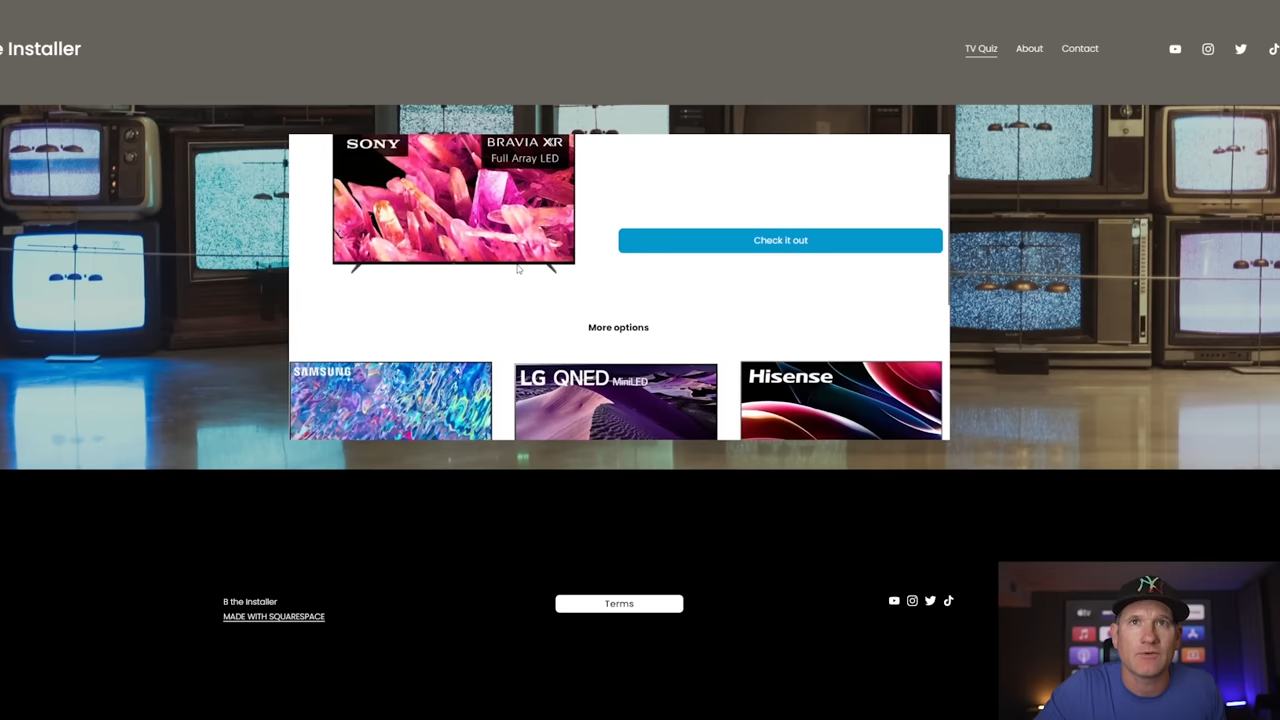 e Installer
TV Quiz
About
Contact
SONY
BRAVIA XR
Full Array LED
Check it out
More options
SAMSUNG
LG QNED MiniLED
Hisense
B the Installer
MADE WITH SQUARESPACE
Terms